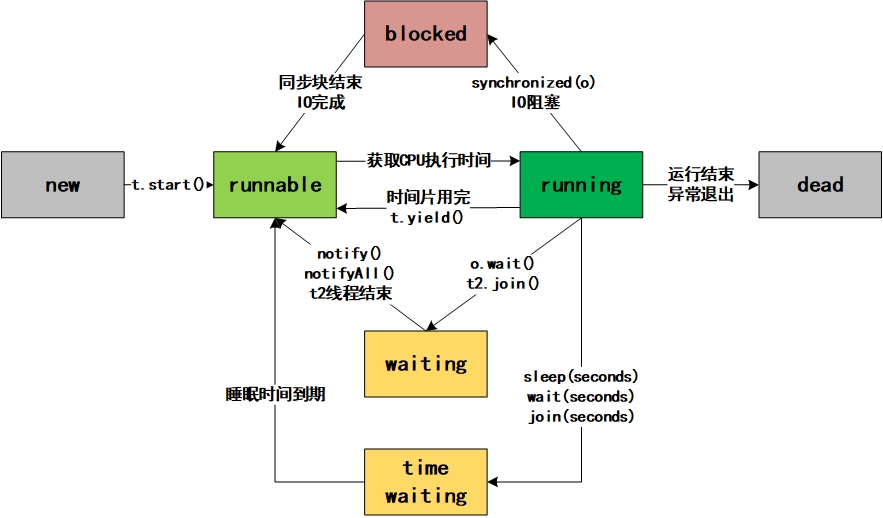 blocked
同步块结束
IO完成
synchronized(o)
IO阻塞
new
t.start()
runnable
获取CPU执行时间
时间片用完
t.yield()
running
运行结束
异常退出
dead
notify()
notifyAll()
t2线程结束
o.wait()
t2.join()
waiting
睡眠时间到期
sleep(seconds)
wait(seconds)
join(seconds)
time
waiting